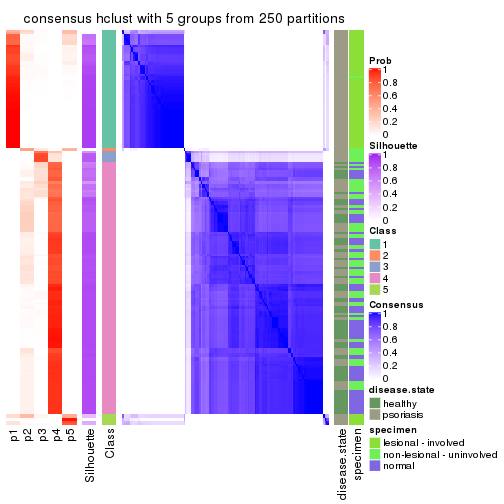 consensus hclust with 5 groups from 250 partitions
Prob
1
0.8
0.6
0.4
0.2
0
Silhouette
1
0.8
0.6
0.4
0.2
0
Class
1
2
3
4
5
Consensus
1
0.8
0.6
0.4
0.2
0
disease.state
healthy
psoriasis
specimen
lesional - involved
non-lesional - uninvolved
normal
p1
p2
p3
p4
p5
Silhouette
Class
disease.state
specimen